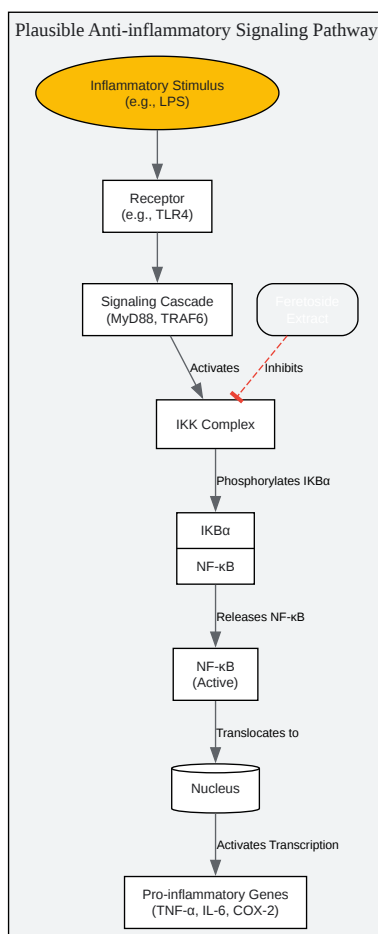 Plausible Anti-inflammatory Signaling Pathway
Inflammatory Stimulus
(e.g., LPS)
Receptor
(e.g., TLR4)
Signaling Cascade
(MyD88, TRAF6)
Feretoside
Extract
Activates
Inhibits
IKK Complex
Phosphorylates IKBα
IKBα
NF-κB
Releases NF-κB
NF-κB
(Active)
Translocates to
Nucleus
Activates Transcription
Pro-inflammatory Genes
(TNF-α, IL-6, COX-2)